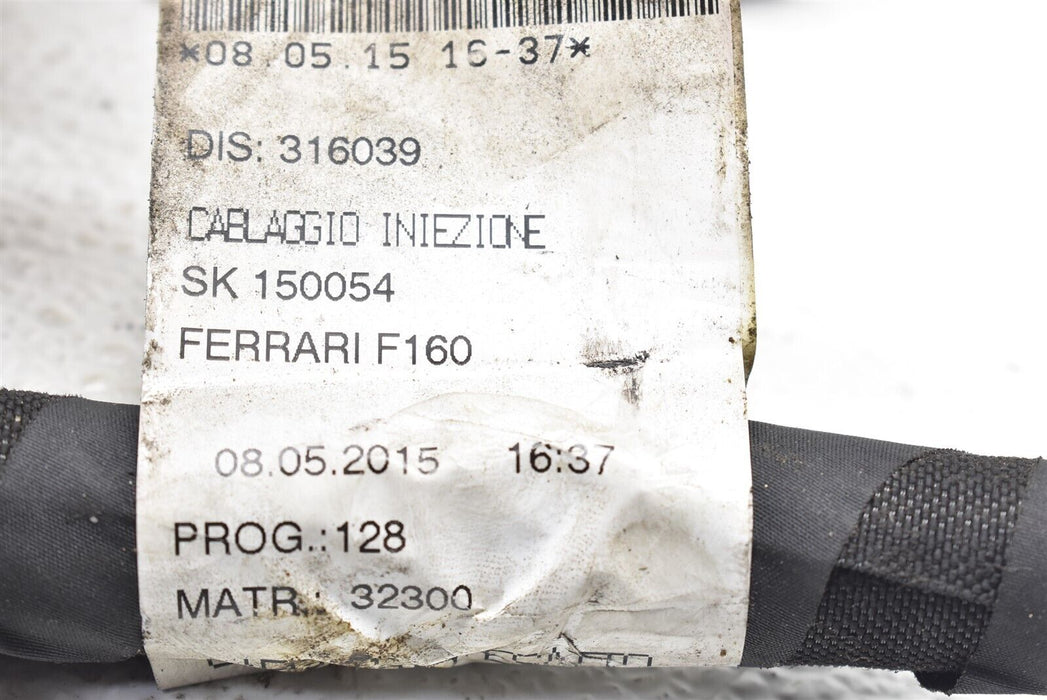 *08.05.15 16-37*
DIS: 316039
CABLAGGIO INIEZIONE
SK 150054
FERRARI F160
08.05.2015 16:37
PROG.:128
MATR.: 32300